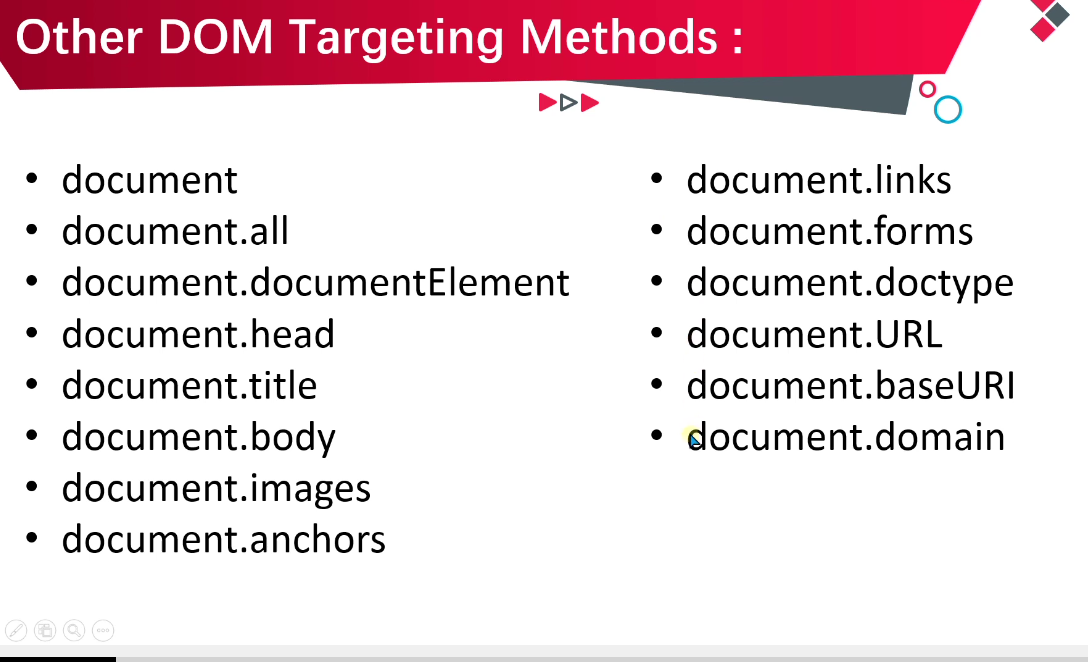 Other DOM Targeting Methods :
• document
• document.all
• document.documentElement
• document.head
• document.title
• document.body
• document.images
• document.anchors
• document.links
• document.forms
• document.doctype
• document.URL
• document.baseURI
• document.domain